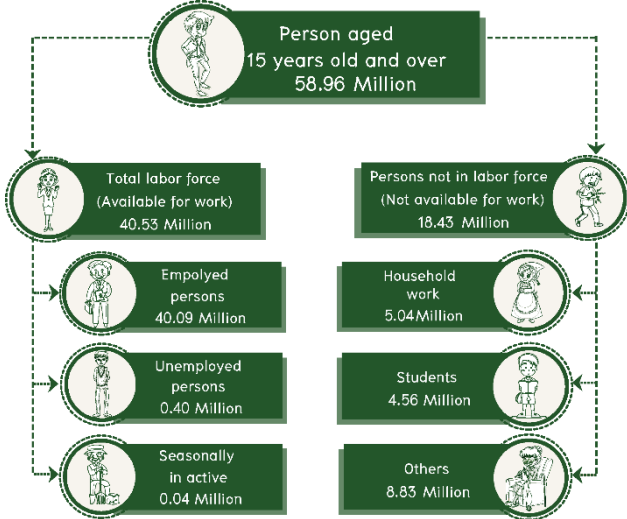 Person aged
15 years old and over
58.96 Million
Total labor force
(Available for work)
40.53 Million
Persons not in labor force
(Not available for work)
18.43 Million
Empolyed
persons
40.09 Million
Household
work
5.04Million
Unemployed
persons
0.40 Million
Students
4.56 Million
Seasonally
in active
0.04 Million
Others
8.83 Million